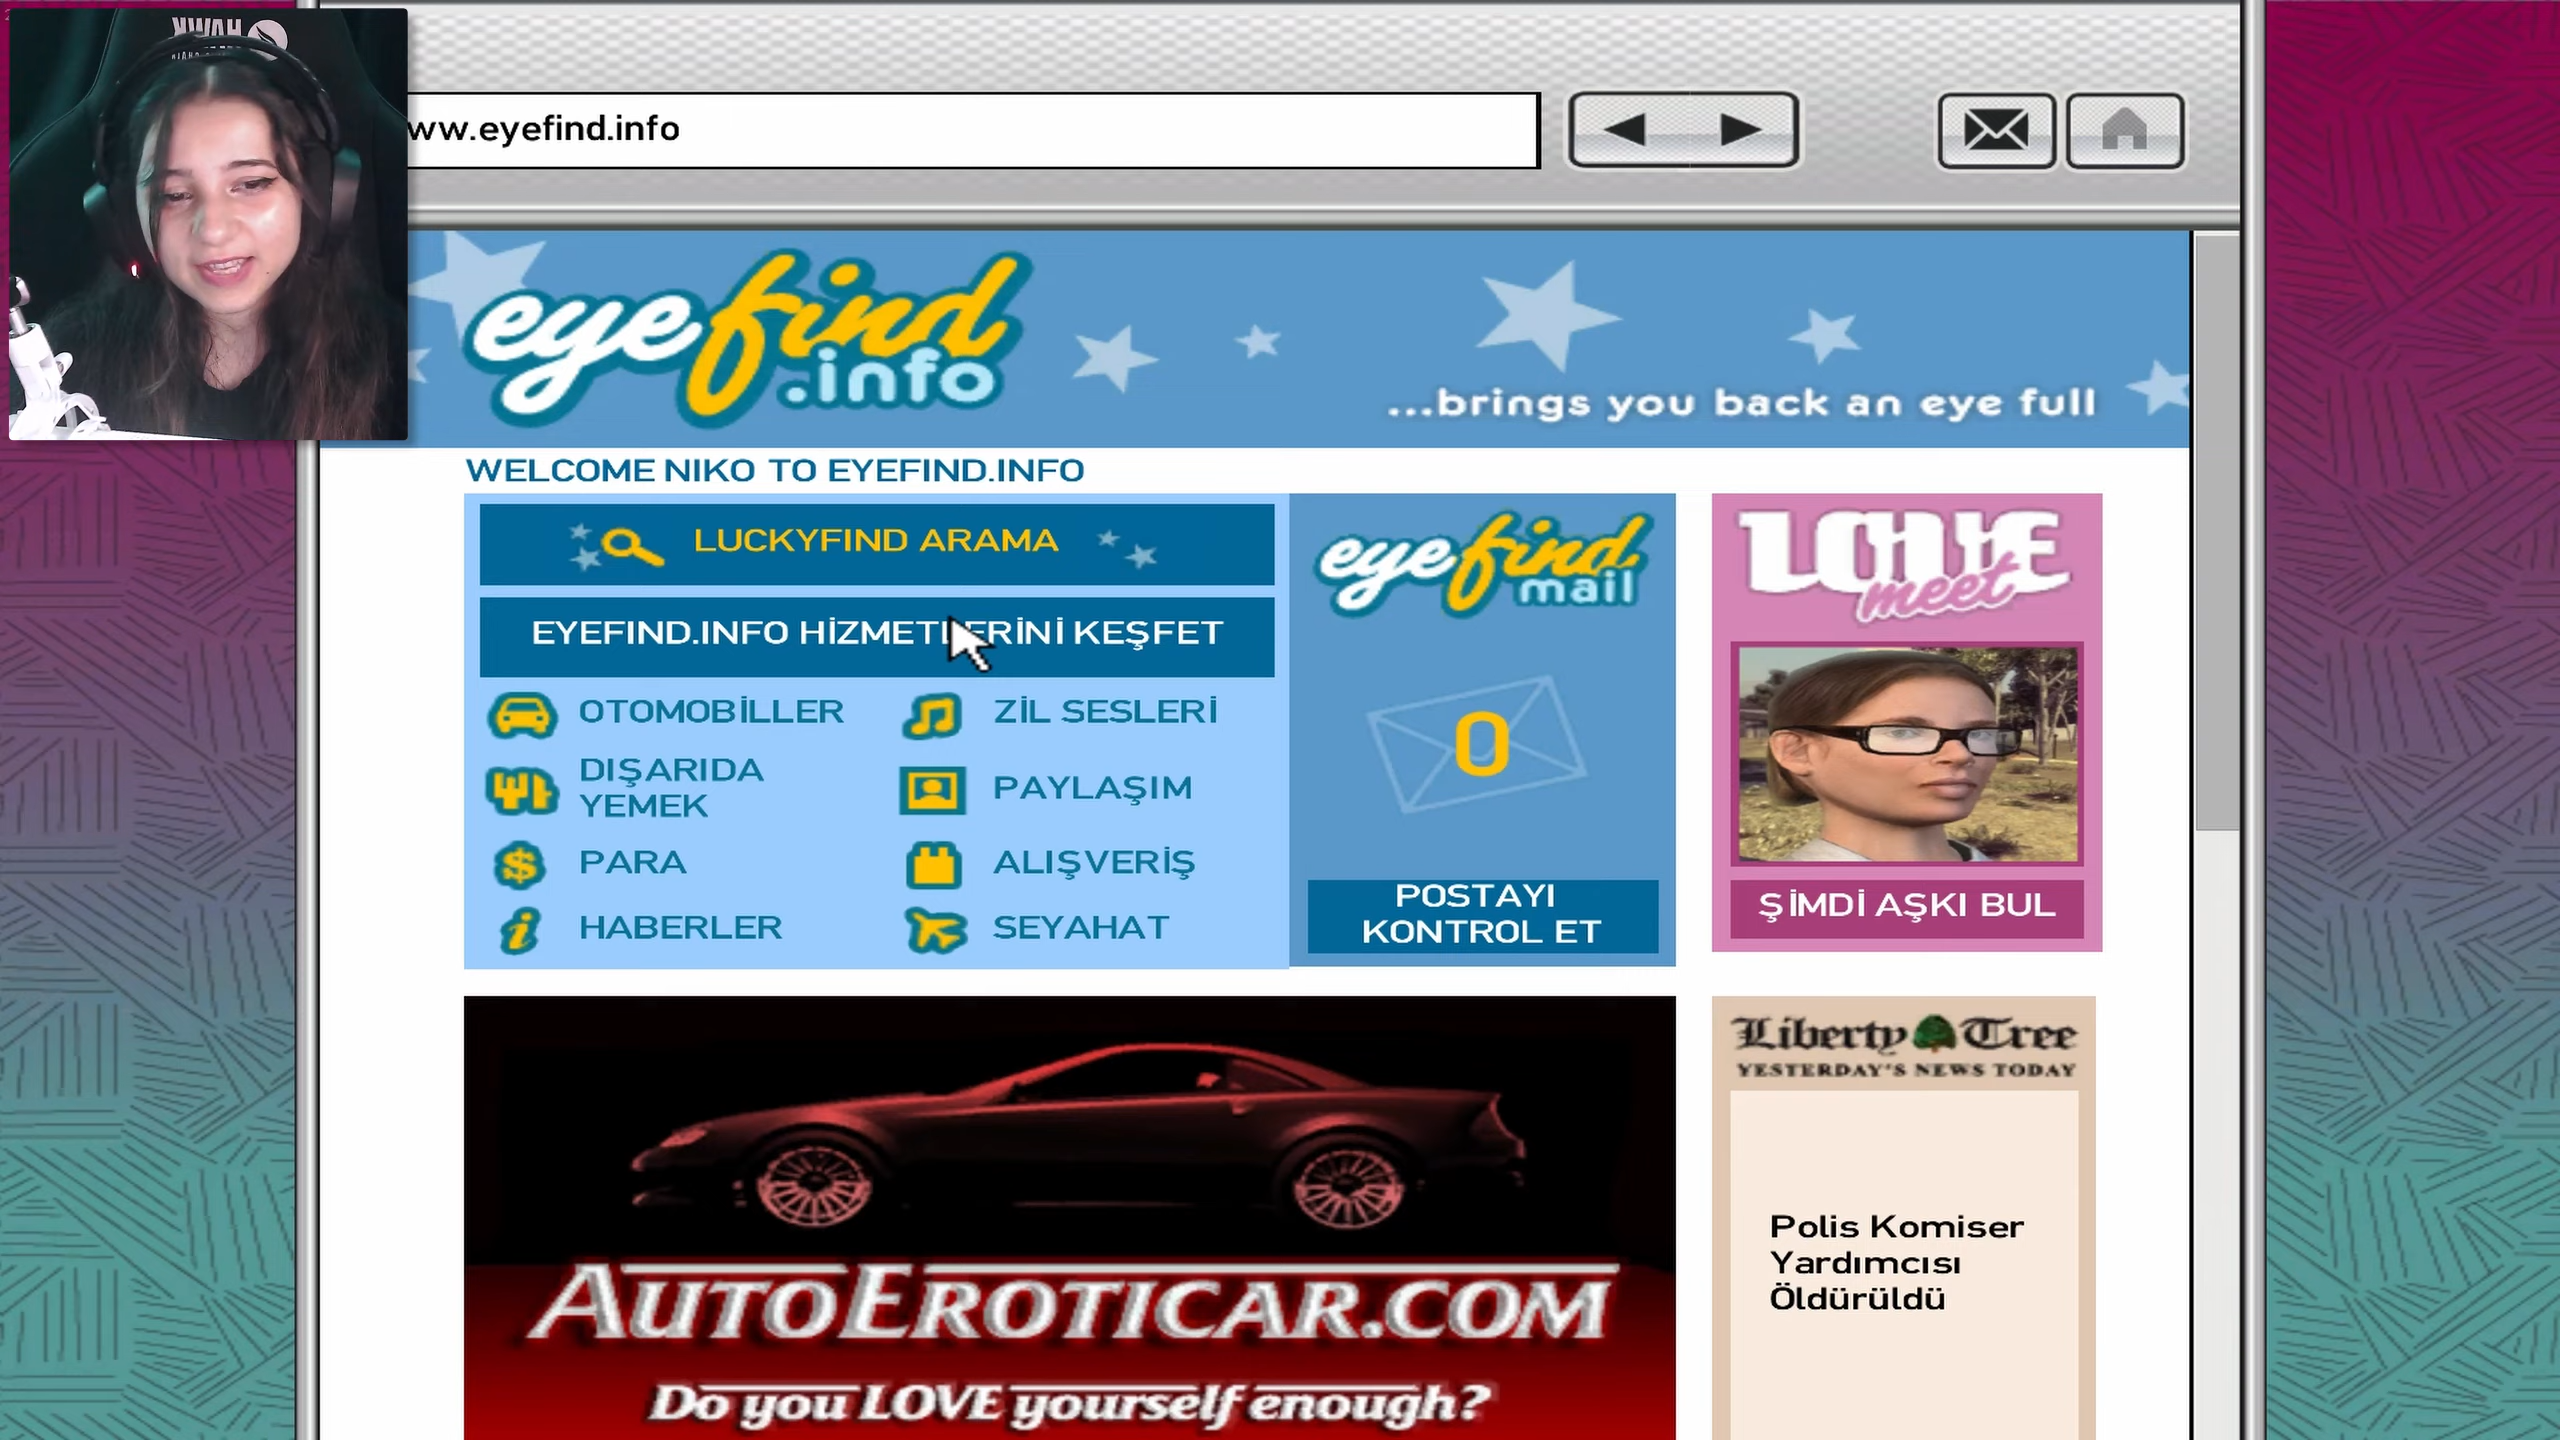 HAWK
www.eyefind.info
eyefind
.info
...brings you back an eye full
WELCOME NIKO TO EYEFIND.INFO
LUCKYFIND ARAMA
EYEFIND.INFO HİZMETLERİNİ KEŞFET
OTOMOBİLLER
ZİL SESLERİ
DIŞARIDA
YEMEK
PAYLAŞIM
PARA
ALIŞVERİŞ
HABERLER
SEYAHAT
eyefind
mail
0
POSTAYI
KONTROL ET
LOVE
meet
ŞİMDİ AŞKI BUL
AUTOEROTICAR.COM
Do you LOVE yourself enough?
Liberty Tree
YESTERDAY'S NEWS TODAY
Polis Komiser
Yardımcısı
Öldürüldü